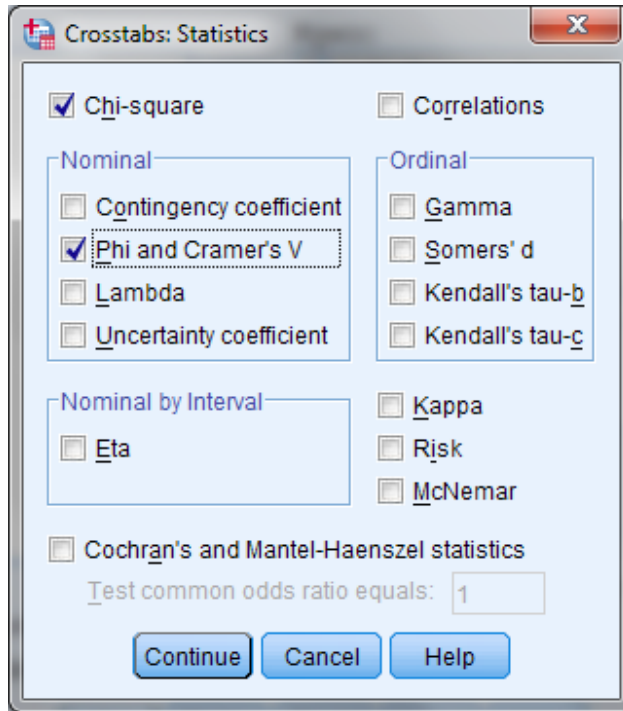 Crosstabs: Statistics
Chi-square
Correlations
Nominal
Contingency coefficient
Phi and Cramer's V
Lambda
Uncertainty coefficient
Ordinal
Gamma
Somers' d
Kendall's tau-b
Kendall's tau-c
Nominal by Interval
Eta
Kappa
Risk
McNemar
Cochran's and Mantel-Haenszel statistics
Test common odds ratio equals: 1
Continue Cancel Help